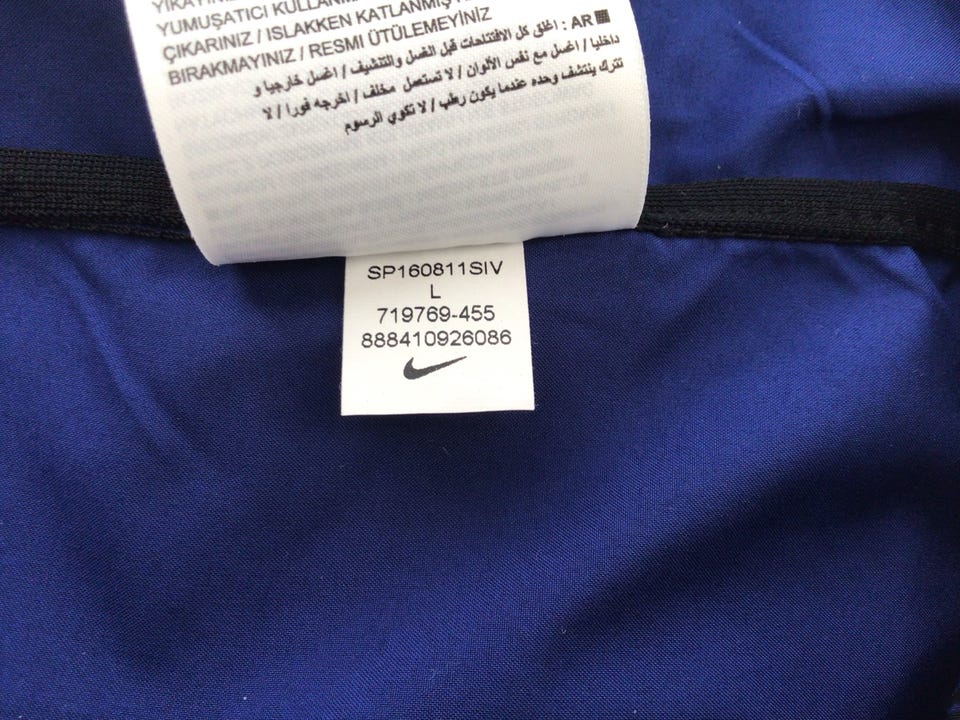 YUMUŞATICI KULLANM
ÇIKARINIZ / ISLAKKEN KATLANMIŞ
BIRAKMAYINIZ / RESMI ÜTÜLEMEYİNİZ
AR : اغلق كل الافتتاحات قبل الغسل والتنشيف / اغسل خارجيا و
داخليا / اغسل مع نفس الألوان / لا تستعمل مخلف / اخرجه فورا / لا
تترك ينتشف وحده عندما يكون رطب / لا تكوي الرسوم
SP160811SIV
L
719769-455
888410926086